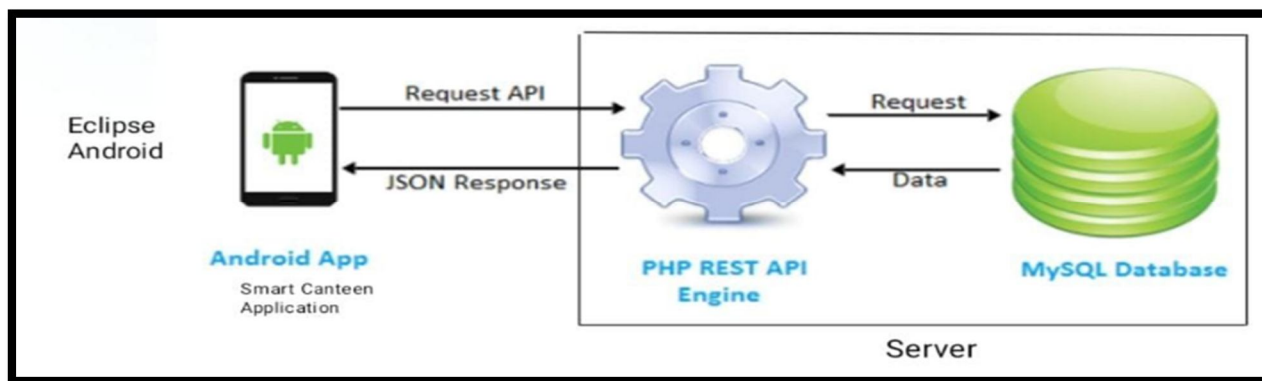 Eclipse
Android
Request API
JSON Response
Request
Data
Android App
Smart Canteen
Application
PHP REST API
Engine
MySQL Database
Server